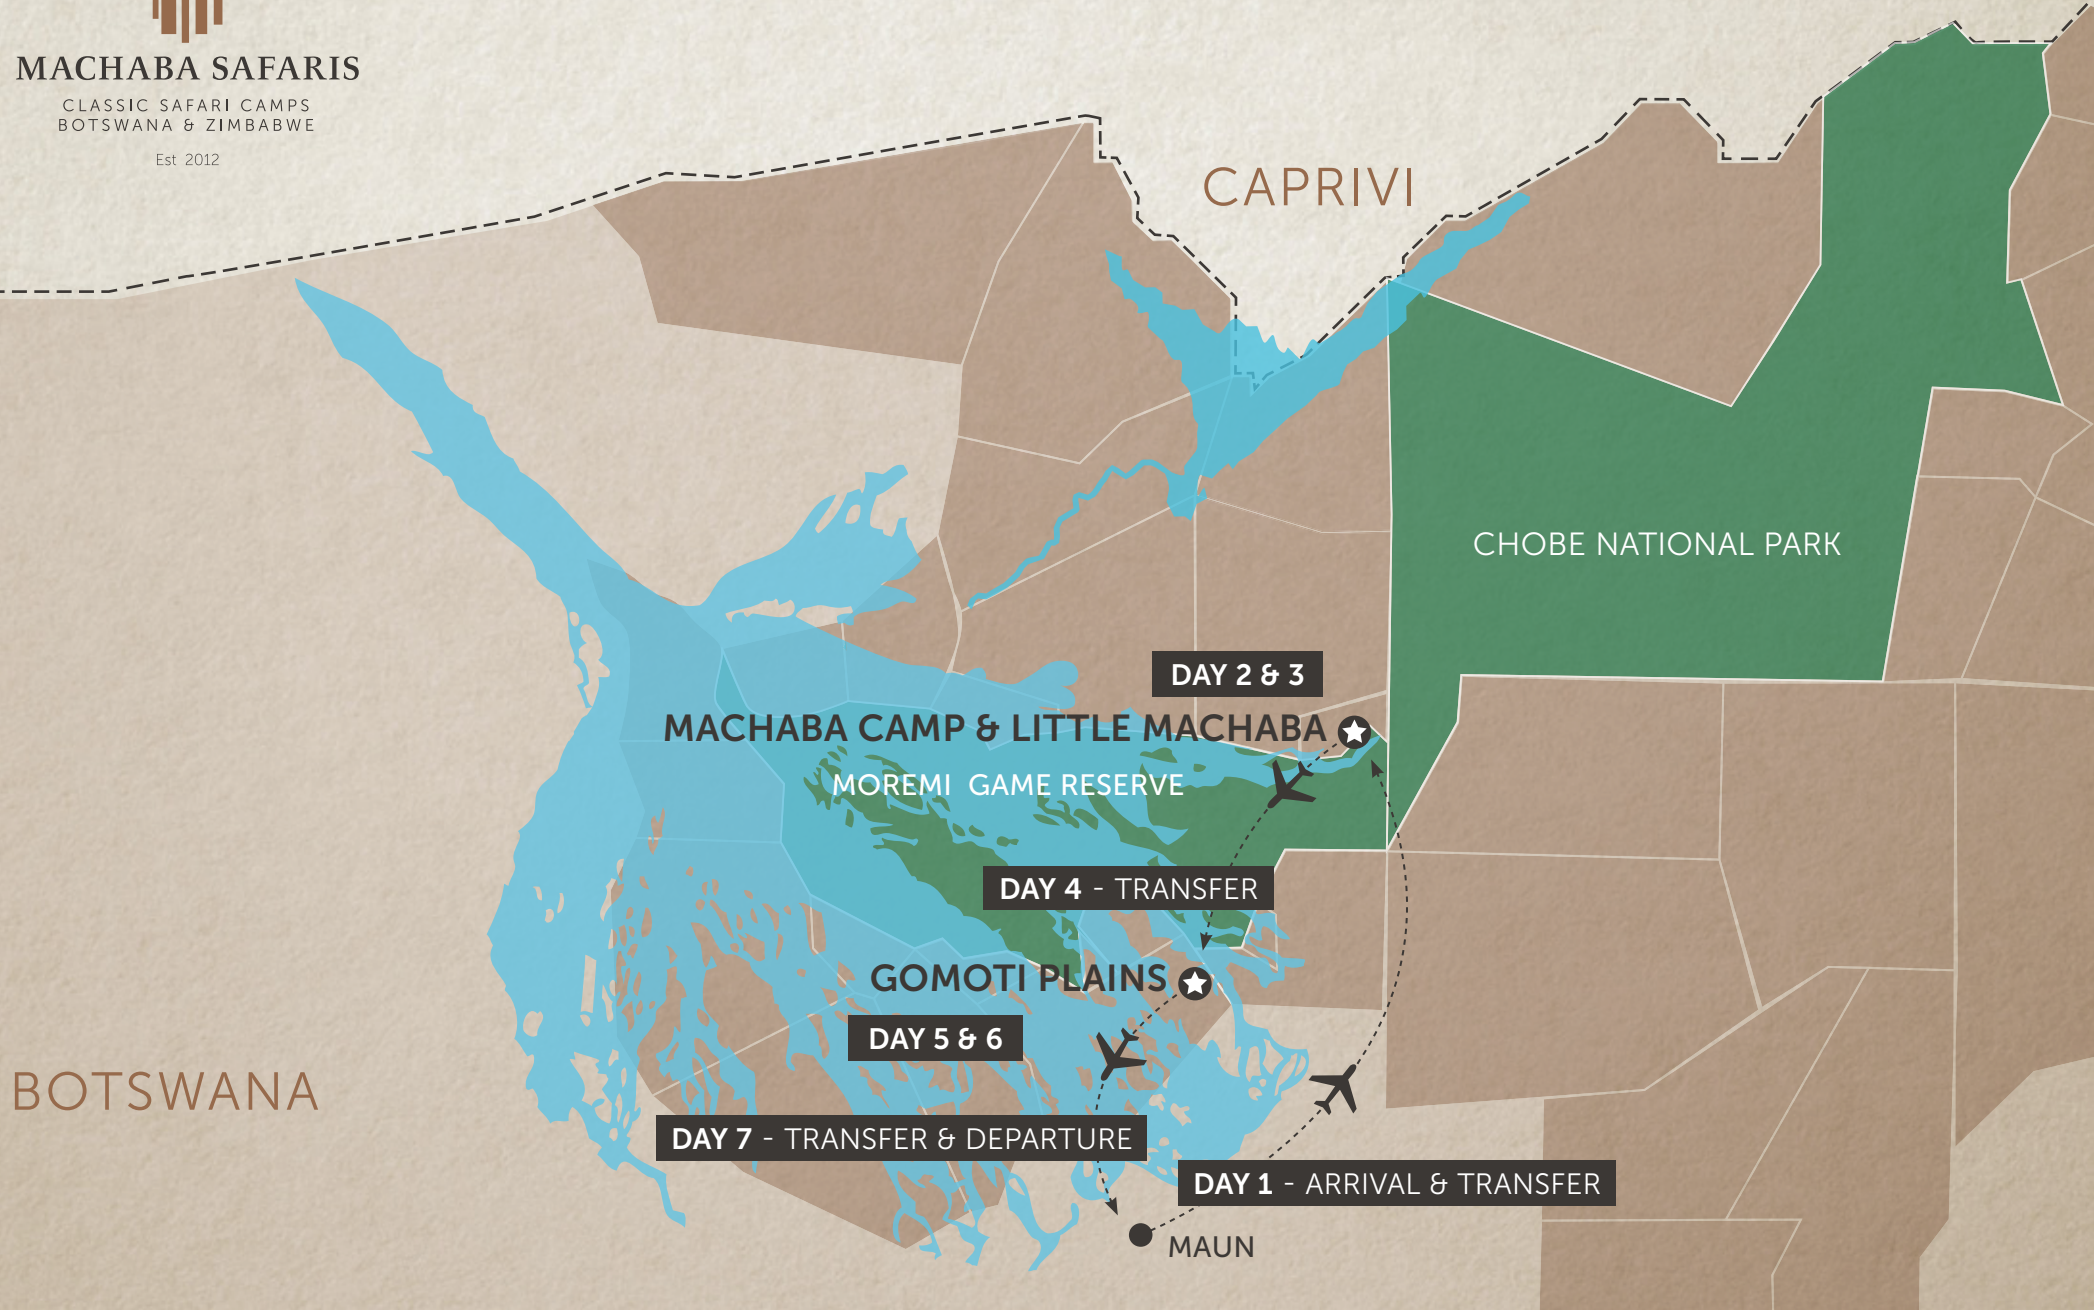 MACHABA SAFARIS
CLASSIC SAFARI CAMPS
BOTSWANA & ZIMBABWE
Est 2012
CAPRIVI
CHOBE NATIONAL PARK
DAY 2 & 3
MACHABA CAMP & LITTLE MACHABA
MOREMI GAME RESERVE
DAY 4 - TRANSFER
GOMOTI PLAINS
DAY 5 & 6
BOTSWANA
DAY 7 - TRANSFER & DEPARTURE
DAY 1 - ARRIVAL & TRANSFER
MAUN